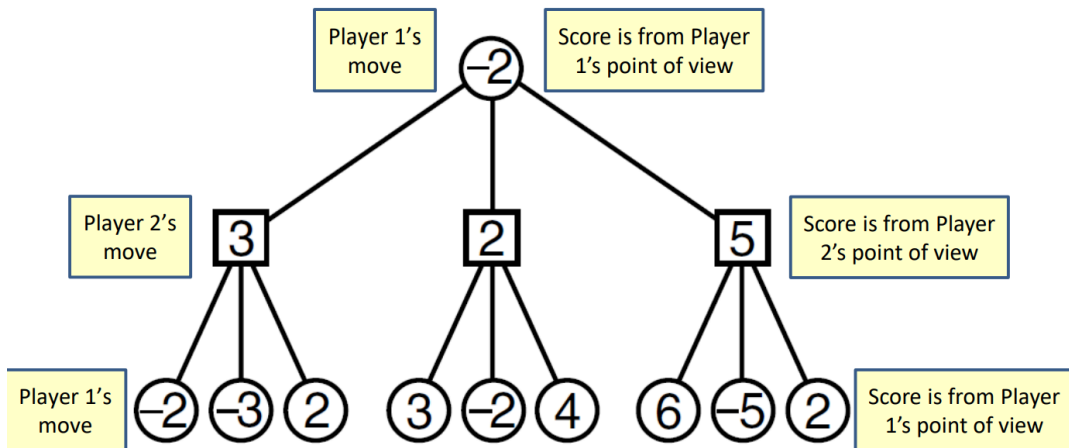 Player 1’s
move
–2
Score is from Player
1’s point of view
Player 2’s
move
3
2
5
Score is from Player
2’s point of view
Player 1’s
move
–2
–3
2
3
–2
4
6
–5
2
Score is from Player
1’s point of view